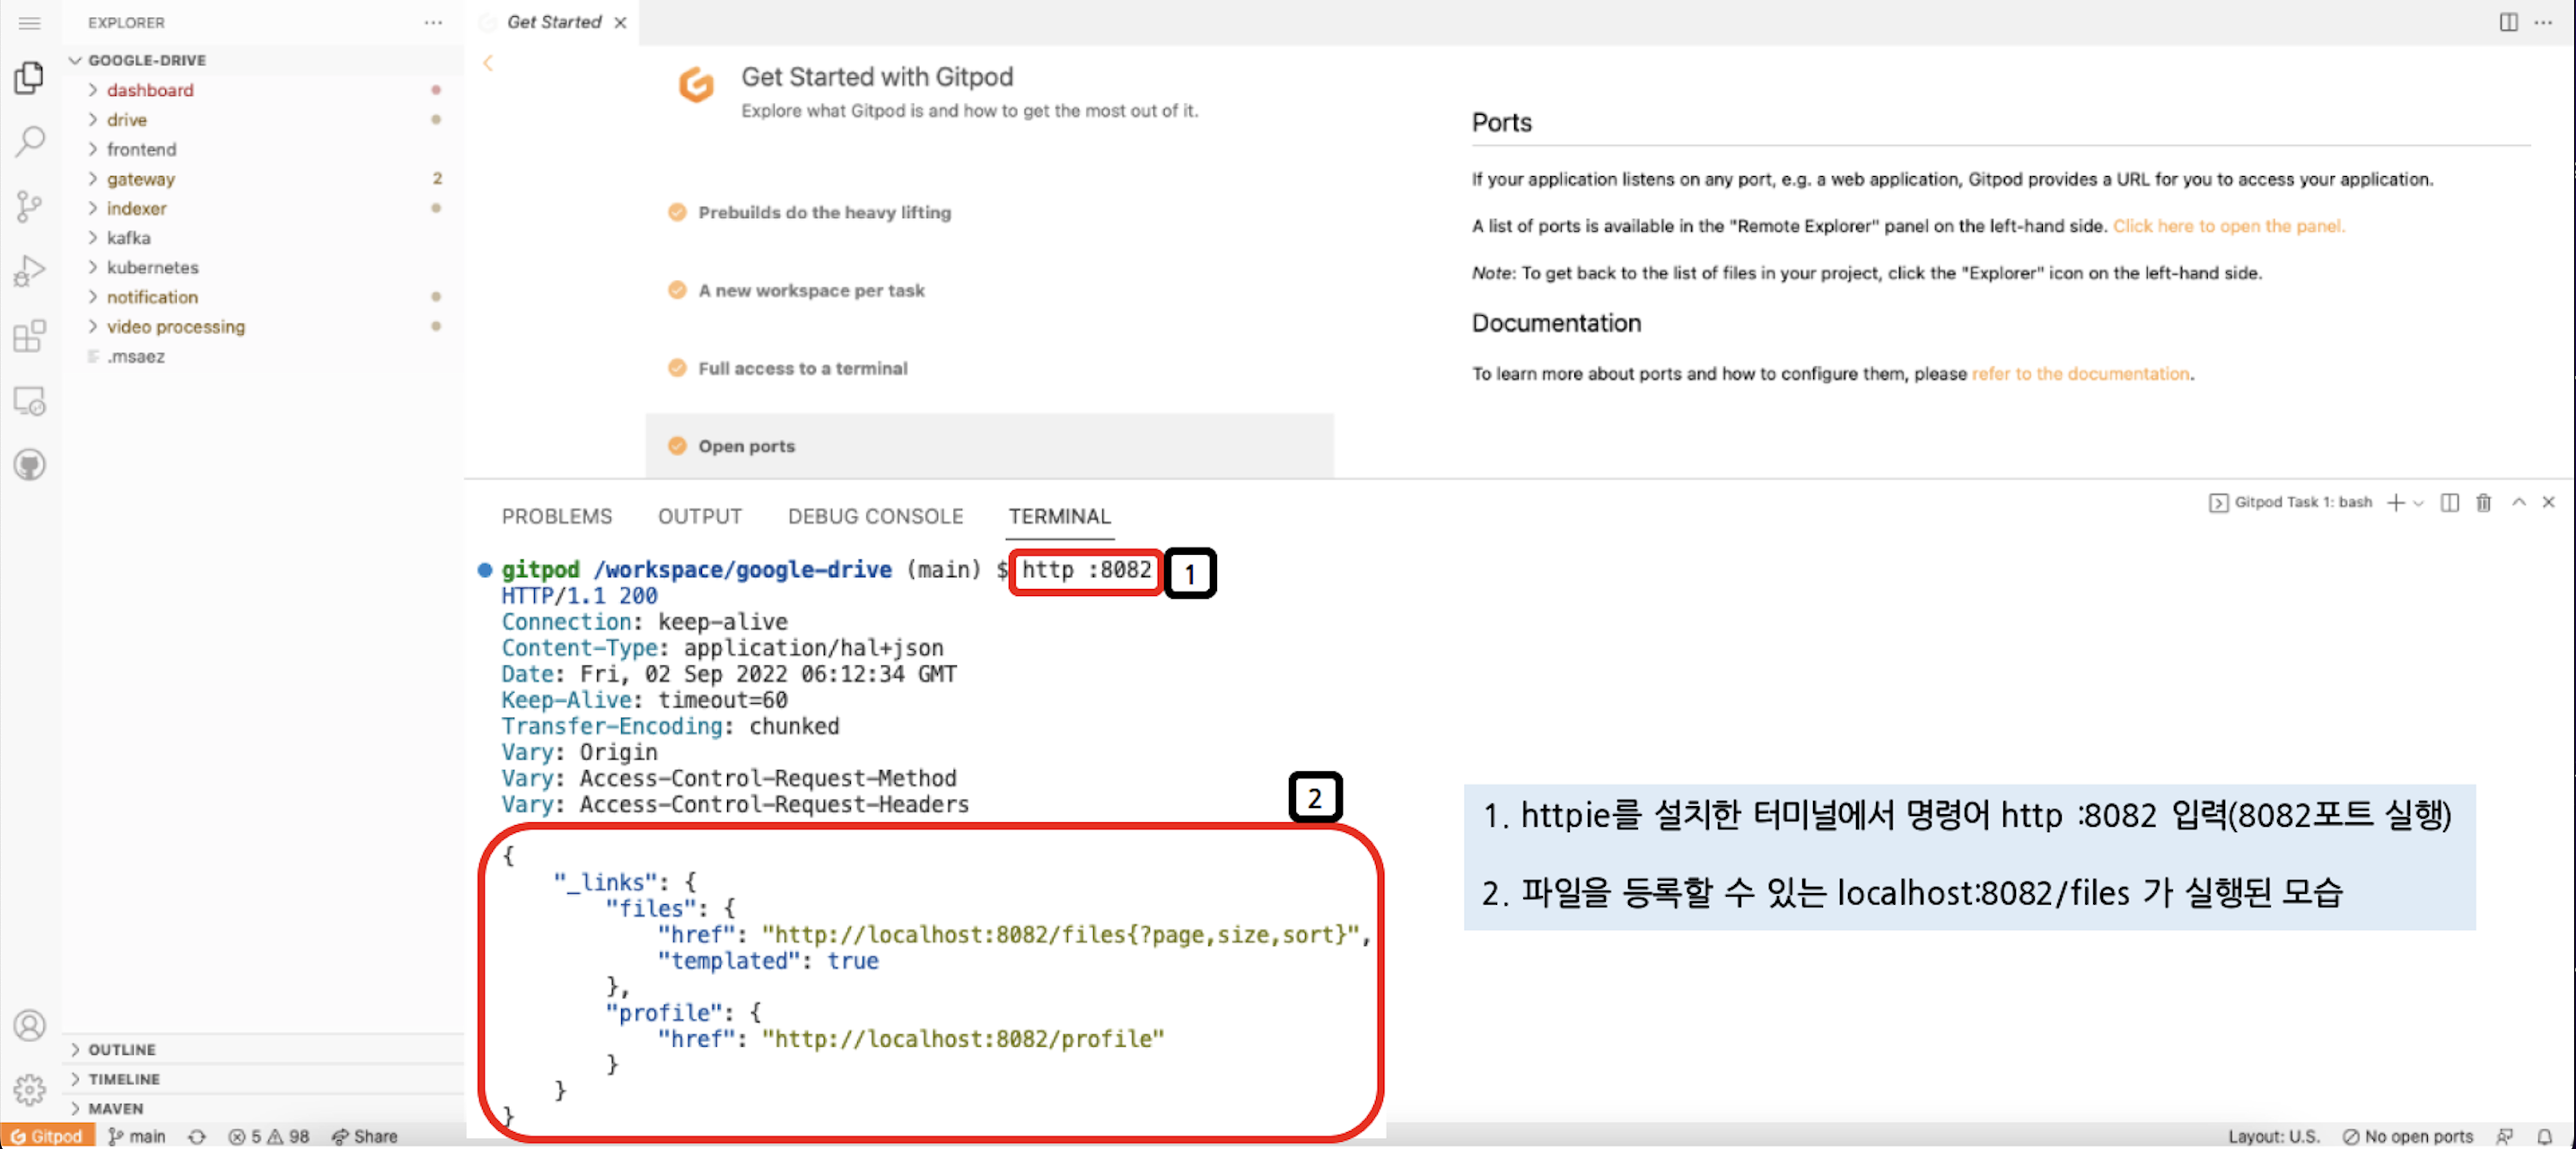 EXPLORER
GOOGLE-DRIVE
dashboard
drive
frontend
gateway 2
indexer
kafka
kubernetes
notification
video processing
.msaez
OUTLINE
TIMELINE
MAVEN
Get Started
Get Started with Gitpod
Explore what Gitpod is and how to get the most out of it.
Prebuilds do the heavy lifting
A new workspace per task
Full access to a terminal
Open ports
Ports
If your application listens on any port, e.g. a web application, Gitpod provides a URL for you to access your application.
A list of ports is available in the "Remote Explorer" panel on the left-hand side. Click here to open the panel.
Note: To get back to the list of files in your project, click the "Explorer" icon on the left-hand side.
Documentation
To learn more about ports and how to configure them, please refer to the documentation.
PROBLEMS OUTPUT DEBUG CONSOLE TERMINAL
Gitpod Task 1: bash
gitpod /workspace/google-drive (main) $ http :8082
1
HTTP/1.1 200
Connection: keep-alive
Content-Type: application/hal+json
Date: Fri, 02 Sep 2022 06:12:34 GMT
Keep-Alive: timeout=60
Transfer-Encoding: chunked
Vary: Origin
Vary: Access-Control-Request-Method
Vary: Access-Control-Request-Headers
2
{
"_links": {
"files": {
"href": "http://localhost:8082/files{?page,size,sort}",
"templated": true
},
"profile": {
"href": "http://localhost:8082/profile"
}
}
}
1. httpie를 설치한 터미널에서 명령어 http :8082 입력(8082포트 실행)
2. 파일을 등록할 수 있는 localhost:8082/files 가 실행된 모습
Gitpod main 5 98 Share
Layout: U.S. No open ports